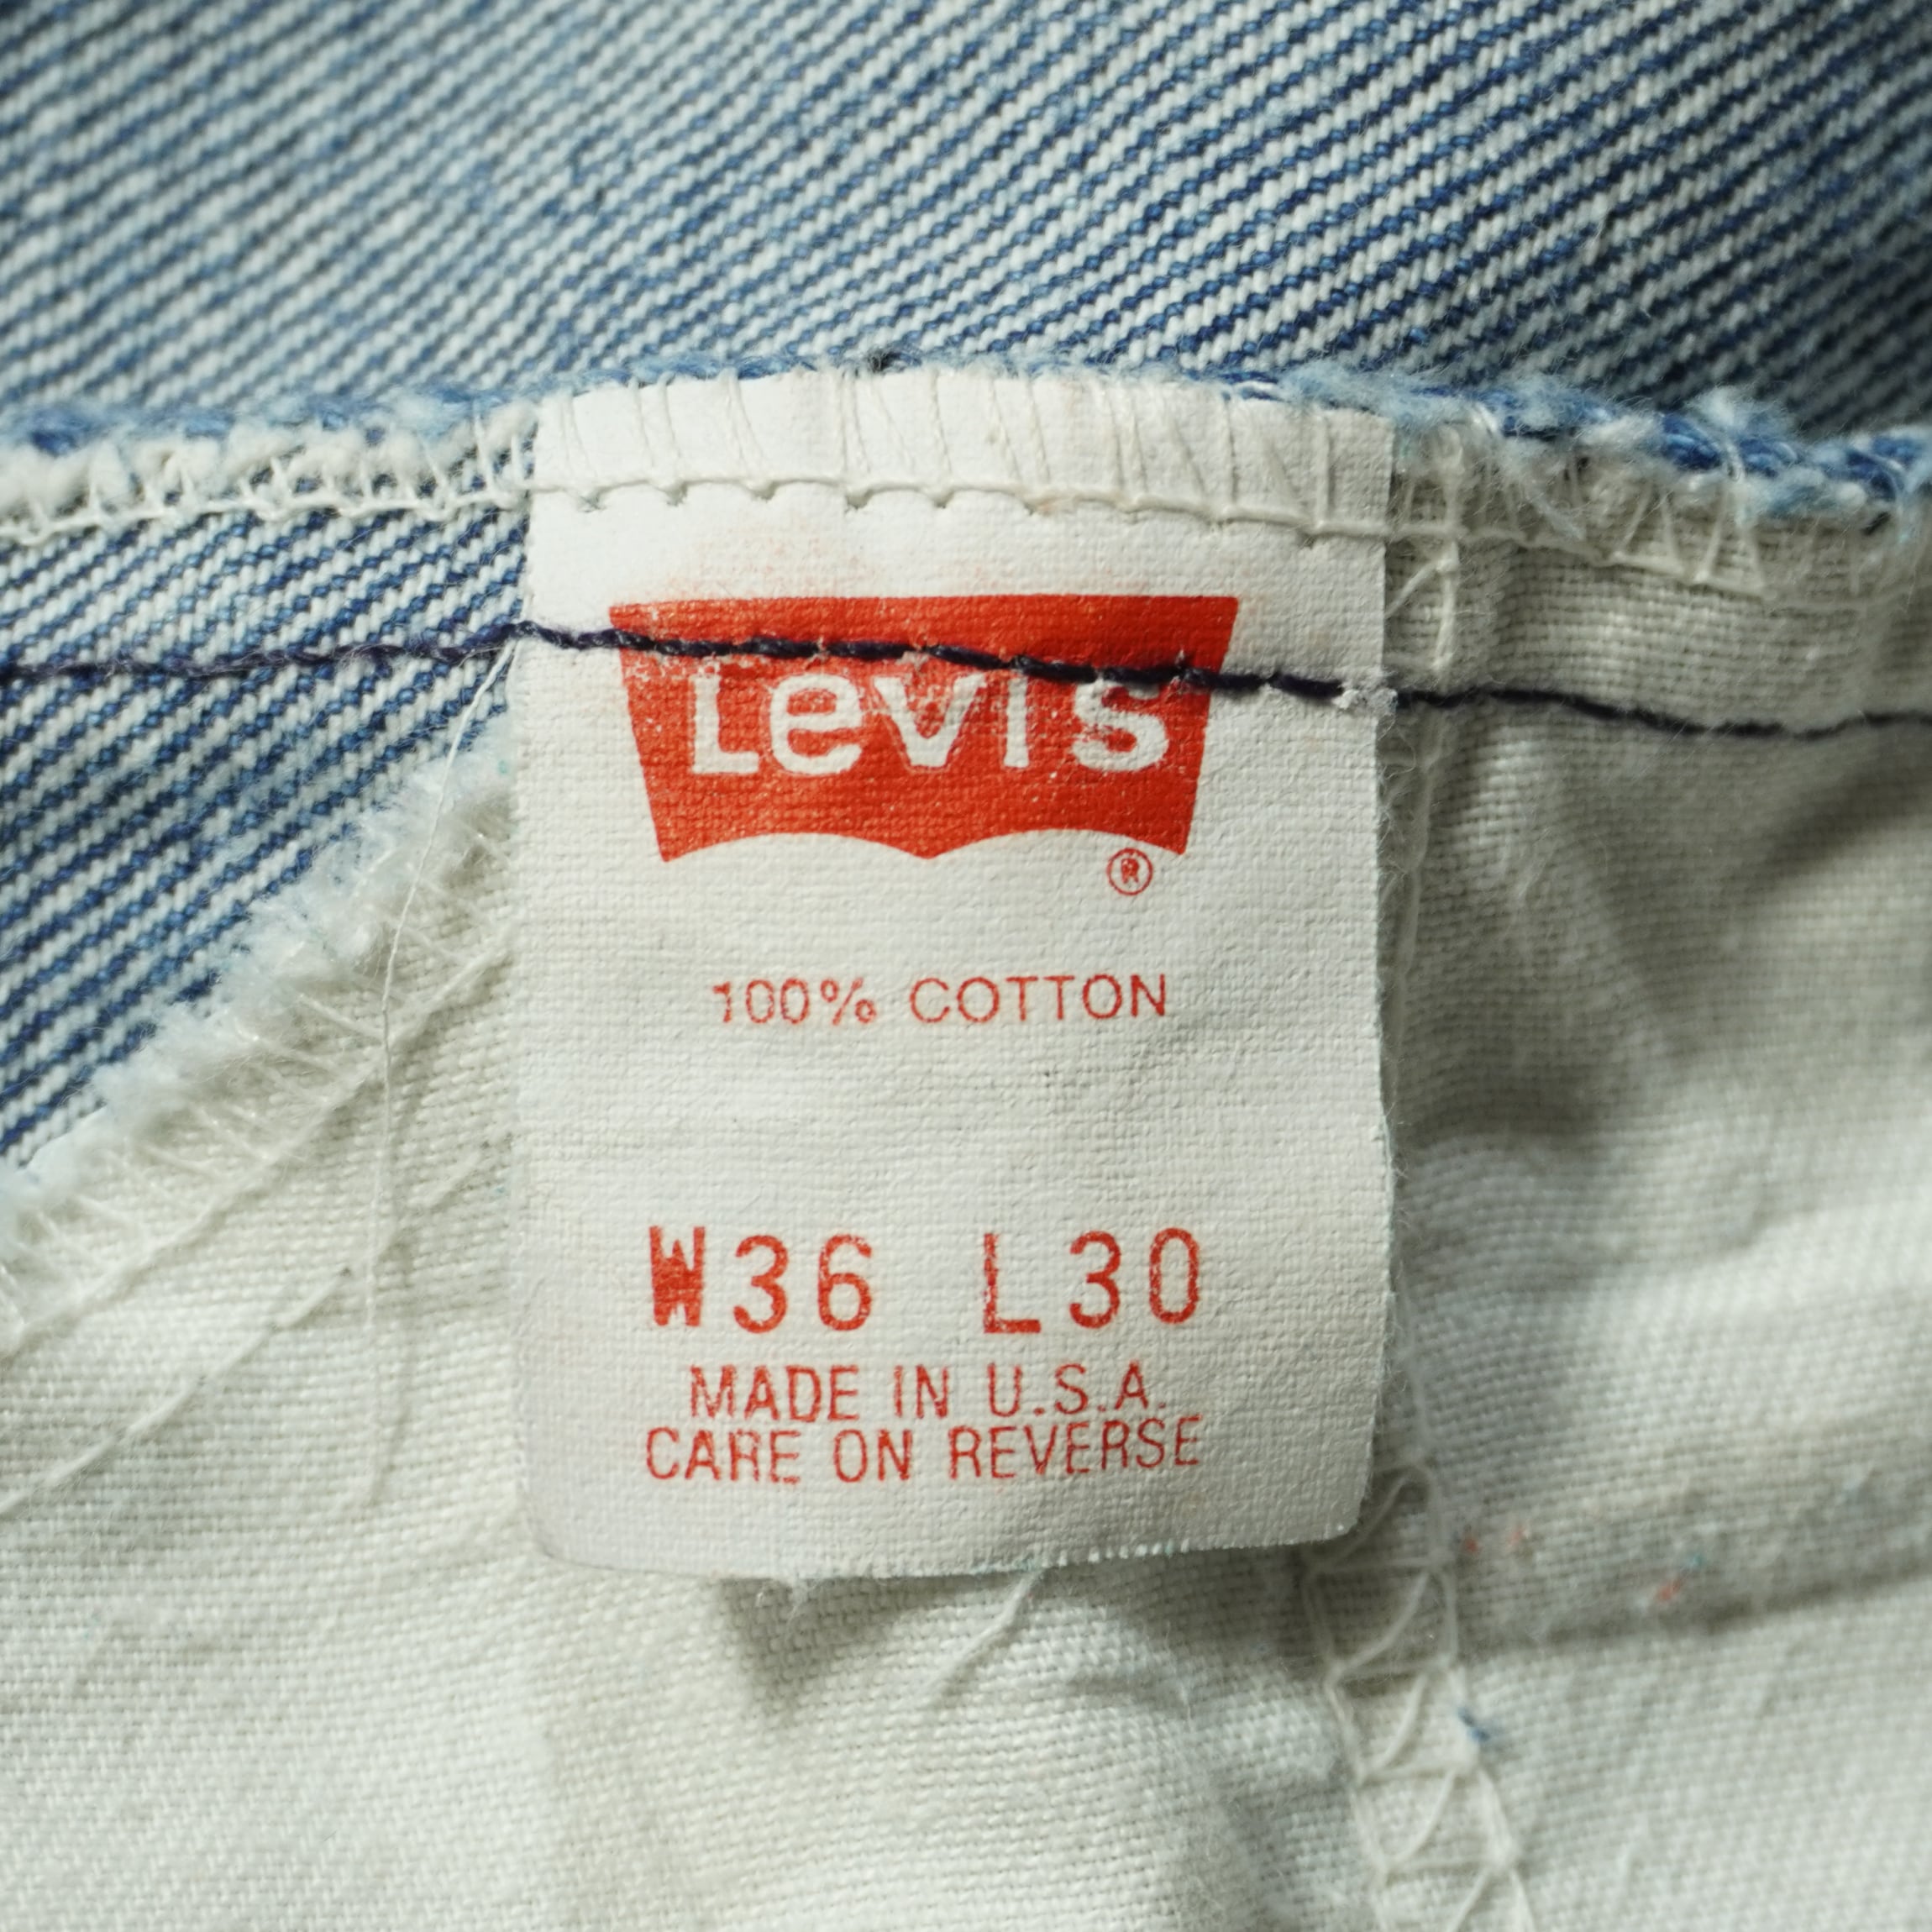 Levi's
®
100% COTTON
W36 L30
MADE IN U.S.A.
CARE ON REVERSE